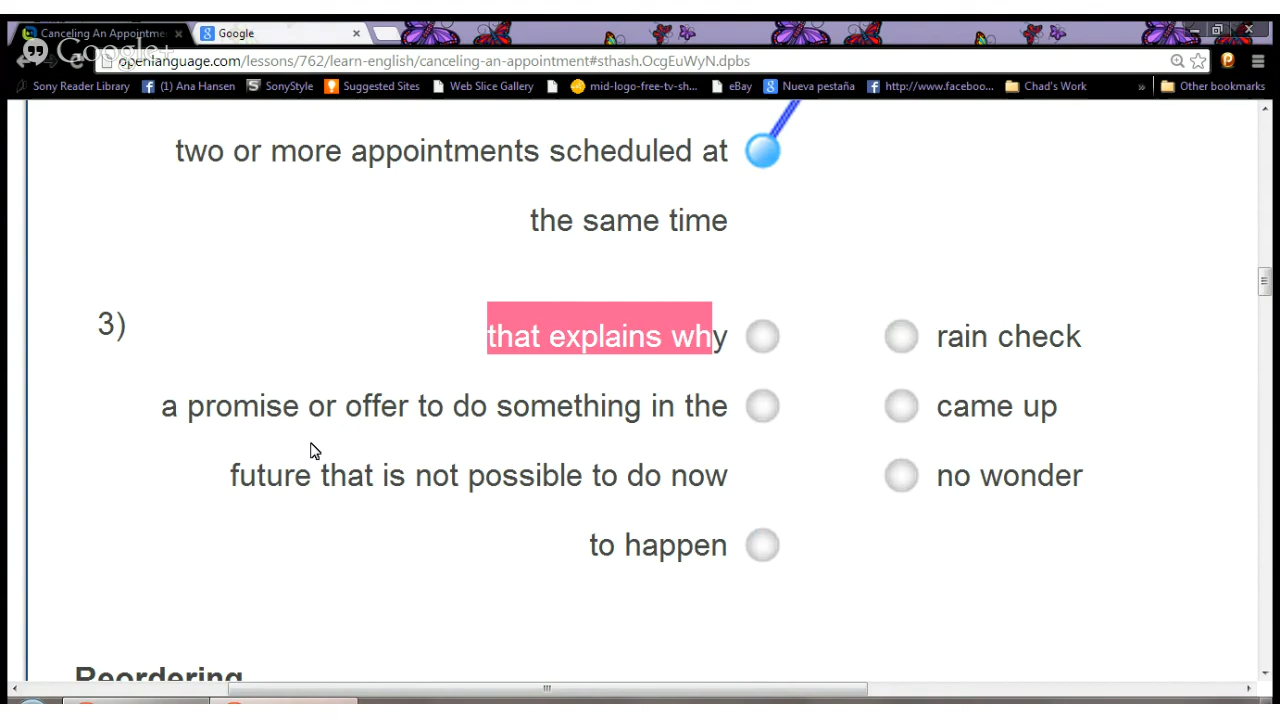 Canceling An Appointme
Google
Google+
openlanguage.com/lessons/762/learn-english/canceling-an-appointment#sthash.OcgEuWyN.dpbs
Sony Reader Library
(1) Ana Hansen
SonyStyle
Suggested Sites
Web Slice Gallery
mid-logo-free-tv-sh...
eBay
Nueva pestaña
http://www.faceboo...
Chad's Work
»
Other bookmarks
two or more appointments scheduled at
the same time
3)
that explains why
rain check
a promise or offer to do something in the
came up
future that is not possible to do now
no wonder
to happen
Reordering